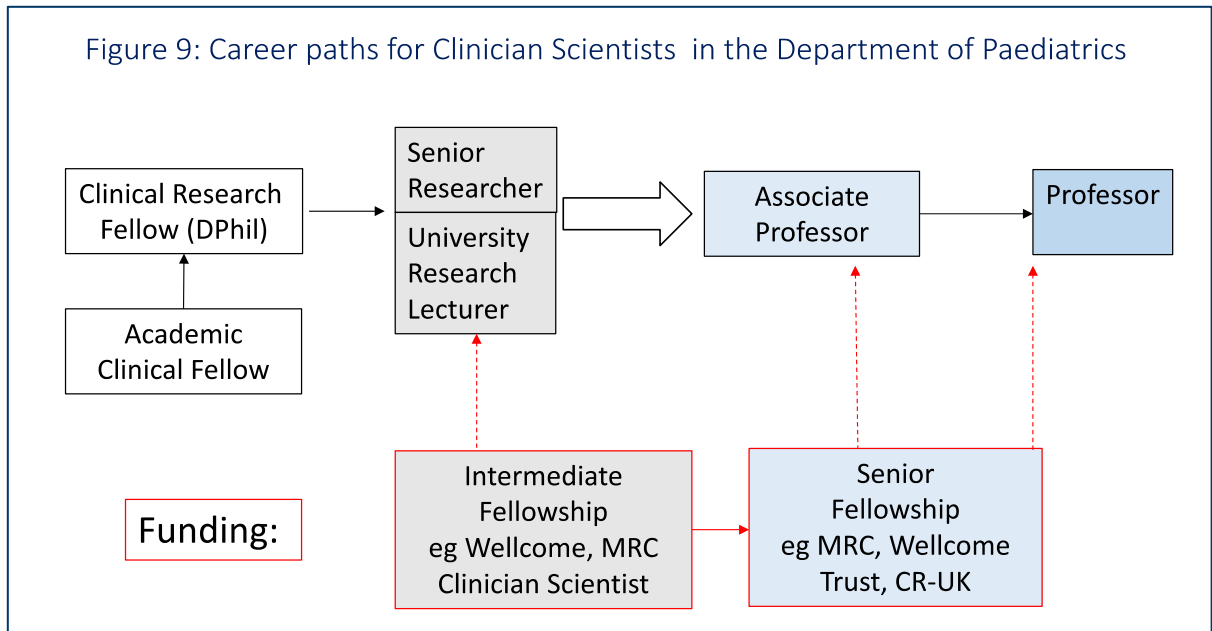 Figure 9: Career paths for Clinician Scientists in the Department of Paediatrics
Clinical Research
Fellow (DPhil)
Academic
Clinical Fellow
Senior
Researcher
University
Research
Lecturer
Associate
Professor
Professor
Funding:
Intermediate
Fellowship
eg Wellcome, MRC
Clinician Scientist
Senior
Fellowship
eg MRC, Wellcome
Trust, CR-UK